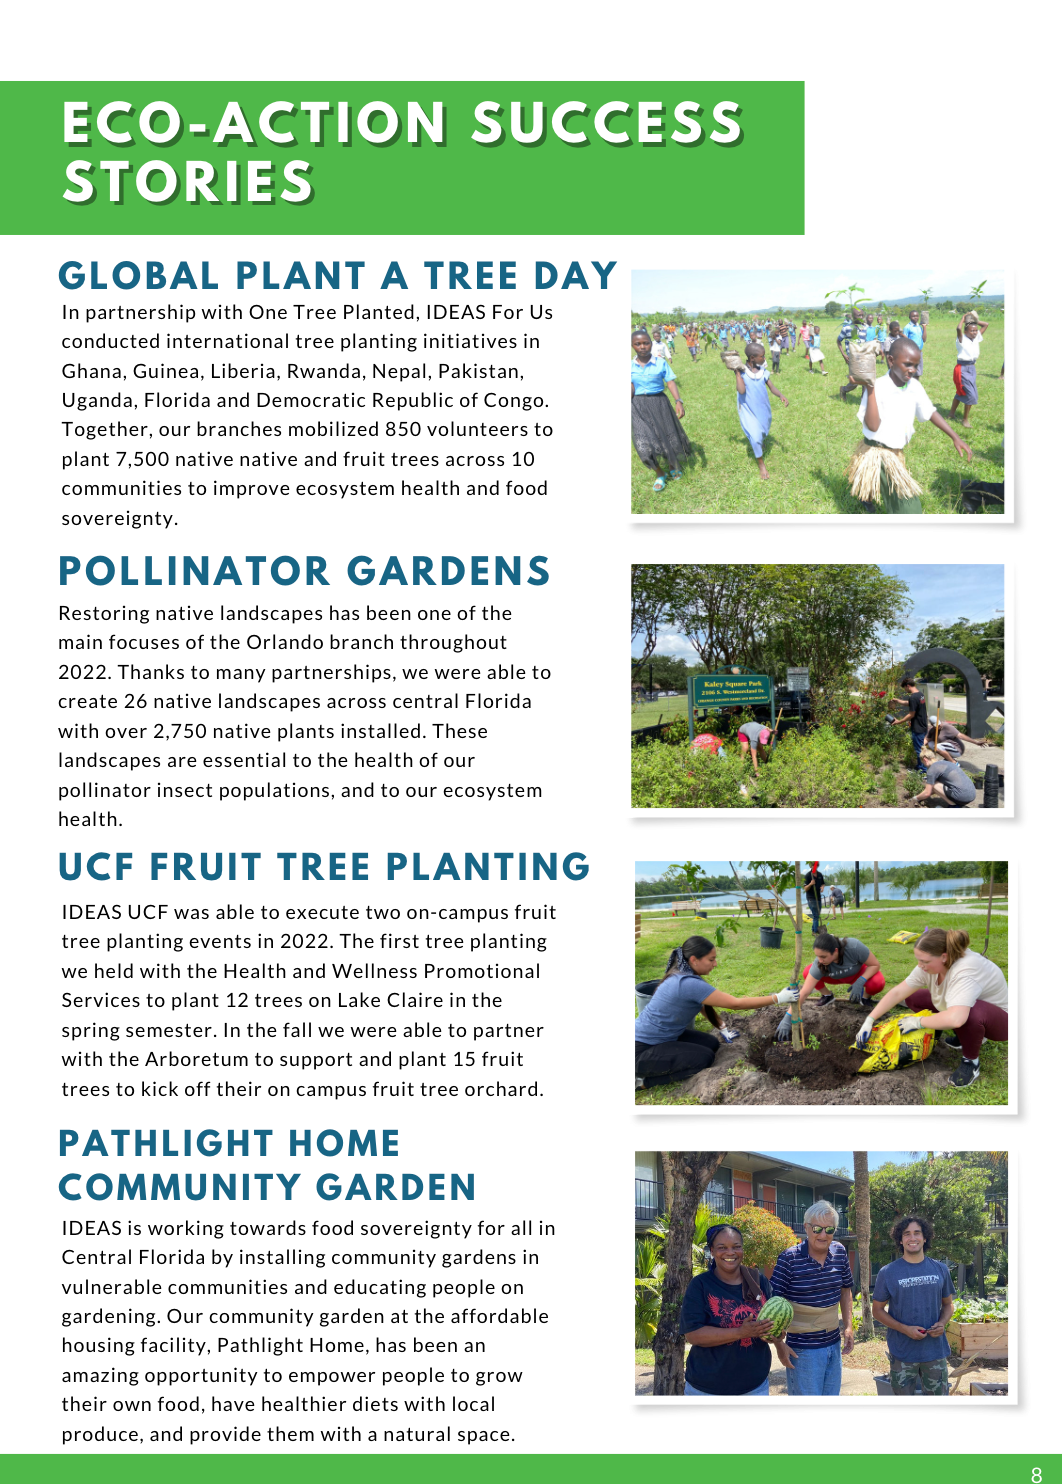 ECO-ACTION SUCCESS
STORIES
GLOBAL PLANT A TREE DAY
In partnership with One Tree Planted, IDEAS For Us
conducted international tree planting initiatives in
Ghana, Guinea, Liberia, Rwanda, Nepal, Pakistan,
Uganda, Florida and Democratic Republic of Congo.
Together, our branches mobilized 850 volunteers to
plant 7,500 native native and fruit trees across 10
communities to improve ecosystem health and food
sovereignty.
POLLINATOR GARDENS
Restoring native landscapes has been one of the
main focuses of the Orlando branch throughout
2022. Thanks to many partnerships, we were able to
create 26 native landscapes across central Florida
with over 2,750 native plants installed. These
landscapes are essential to the health of our
pollinator insect populations, and to our ecosystem
health.
Kaley Square Park
2106 S. Westmoreland Dr.
UCF FRUIT TREE PLANTING
IDEAS UCF was able to execute two on-campus fruit
tree planting events in 2022. The first tree planting
we held with the Health and Wellness Promotional
Services to plant 12 trees on Lake Claire in the
spring semester. In the fall we were able to partner
with the Arboretum to support and plant 15 fruit
trees to kick off their on campus fruit tree orchard.
PATHLIGHT HOME
COMMUNITY GARDEN
IDEAS is working towards food sovereignty for all in
Central Florida by installing community gardens in
vulnerable communities and educating people on
gardening. Our community garden at the affordable
housing facility, Pathlight Home, has been an
amazing opportunity to empower people to grow
their own food, have healthier diets with local
produce, and provide them with a natural space.
8